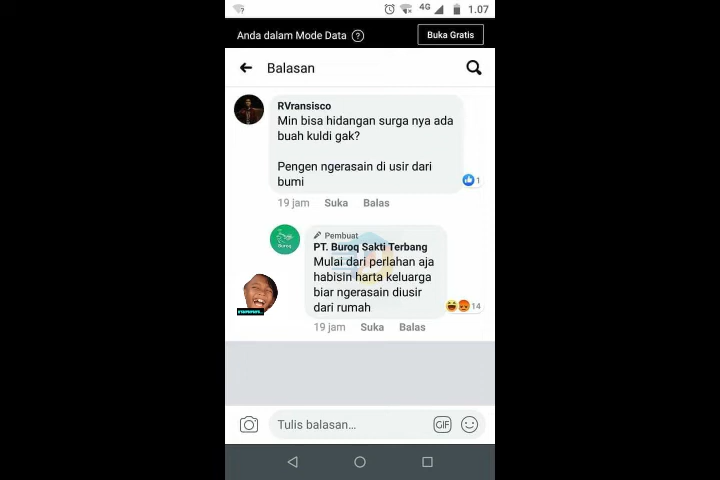 4G 1.07
Anda dalam Mode Data ? Buka Gratis
Balasan
RVransisco
Min bisa hidangan surga nya ada
buah kuldi gak?
Pengen ngerasain di usir dari
bumi
1
19 jam Suka Balas
Buroq
Pembuat
PT. Buroq Sakti Terbang
Mulai dari perlahan aja
habisin harta keluarga
biar ngerasain diusir
dari rumah
14
19 jam Suka Balas
Tulis balasan...
GIF